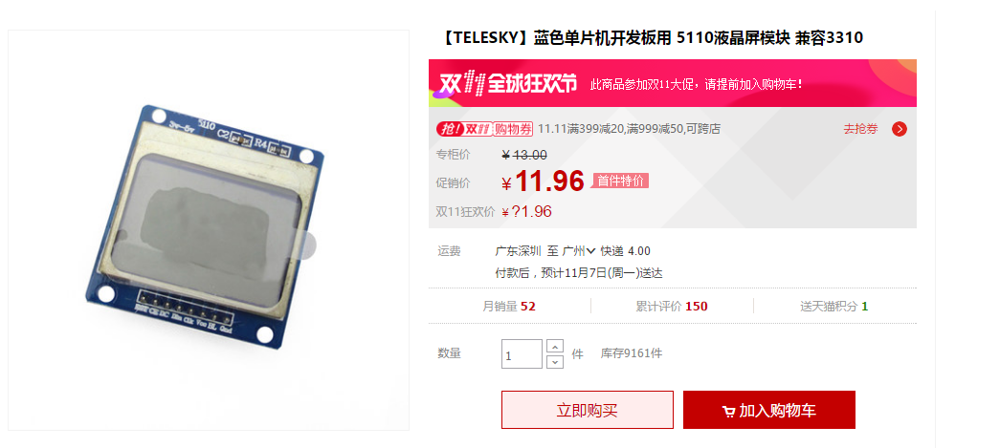 【TELESKY】蓝色单片机开发板用 5110液晶屏模块 兼容3310
双11全球狂欢节 此商品参加双11大促，请提前加入购物车！
抢！双11购物券 11.11满399减20,满999减50,可跨店 去抢券
专柜价 ¥13.00
促销价 ¥11.96 首件特价
双11狂欢价 ¥?1.96
运费 广东深圳 至 广州 快递 4.00
付款后，预计11月7日(周一)送达
月销量 52 累计评价 150 送天猫积分 1
数量 1 件 库存9161件
立即购买 加入购物车
5110
3v-5v C2 R4
RST CE DC Din Clk Vcc BL Gnd